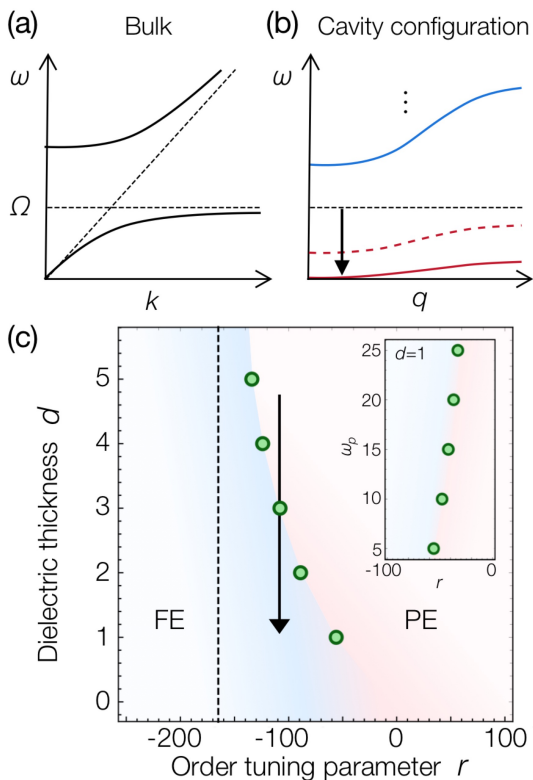 (a) Bulk
ω
Ω
k
(b) Cavity configuration
ω
⋮
q
(c)
Dielectric thickness d
5
4
3
2
1
0
FE
PE
-200
-100
0
100
Order tuning parameter r
d=1
ωp
25
20
15
10
5
-100
r
0